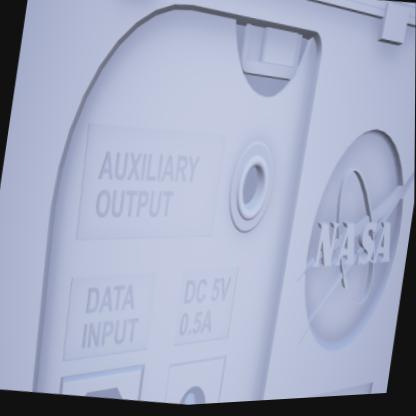 AUXILIARY
OUTPUT
NASA
DATA
INPUT
DC 5V
0.5A